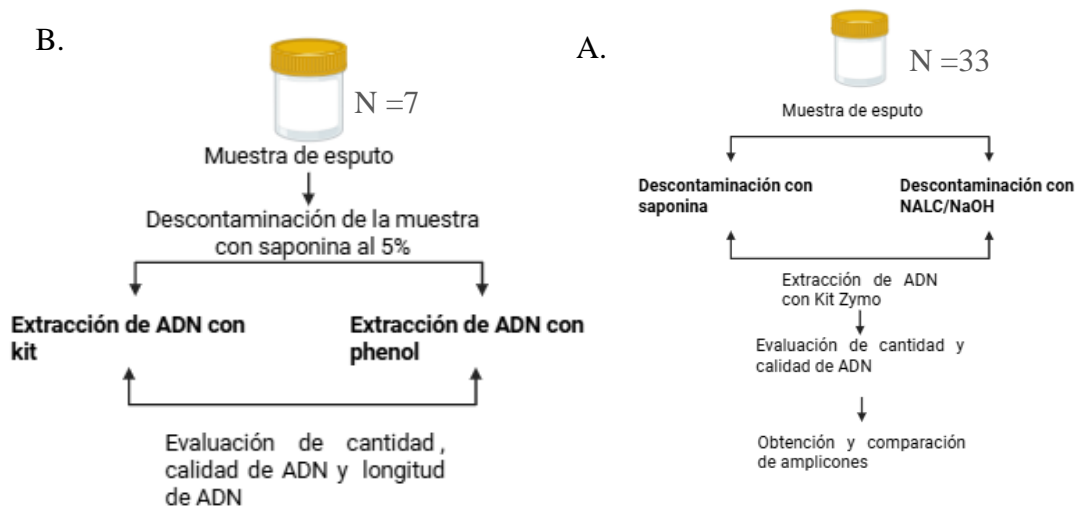 B.
N =7
Muestra de esputo
Descontaminación de la muestra
con saponina al 5%
Extracción de ADN con
kit
Extracción de ADN con
phenol
Evaluación de cantidad ,
calidad de ADN y longitud
de ADN
A.
N =33
Muestra de esputo
Descontaminación con
saponina
Descontaminación con
NALC/NaOH
Extracción de ADN
con Kit Zymo
Evaluación de cantidad y
calidad de ADN
Obtención y comparación
de amplicones